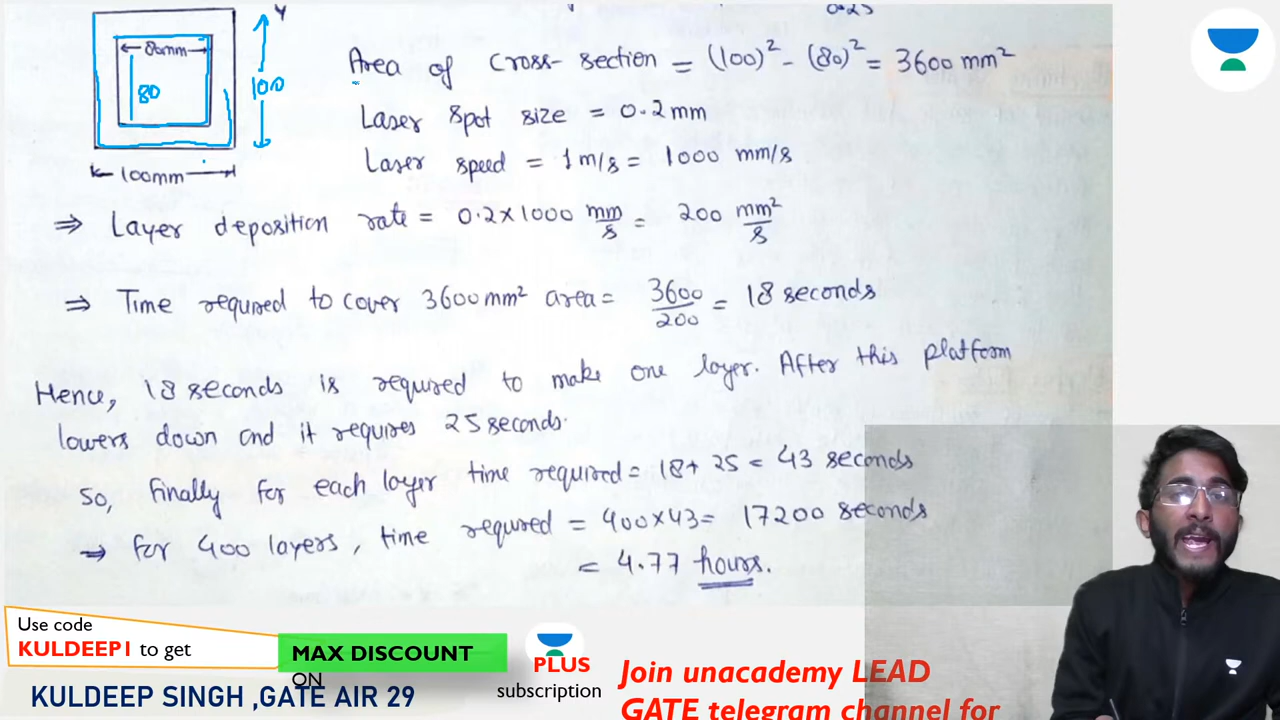 0.25
80mm
80
100
100mm
Area of cross-section = (100)² - (80)² = 3600 mm²
Laser spot size = 0.2mm
Laser speed = 1m/s = 1000 mm/s
⇒ Layer deposition rate = 0.2×1000 mm/s = 200 mm²/s
⇒ Time required to cover 3600mm² area = 3600/200 = 18 seconds
Hence, 18 seconds is required to make one layer. After this platform
lowers down and it requires 25 seconds.
So, finally for each layer time required = 18+25 = 43 seconds
⇒ for 400 layers, time required = 400×43 = 17200 seconds
= 4.77 hours.
Use code
KULDEEP1 to get
MAX DISCOUNT
ON
PLUS
subscription
KULDEEP SINGH ,GATE AIR 29
Join unacademy LEAD
GATE telegram channel for